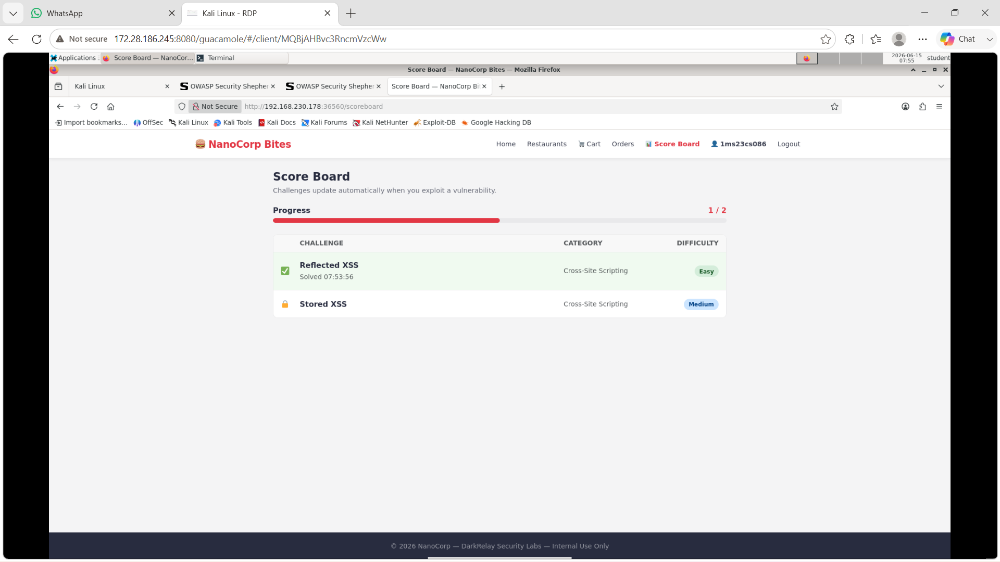 WhatsApp
Kali Linux - RDP
Not secure 172.28.186.245:8080/guacamole/#/client/MQBjAHBvc3RncmVzcWw
Chat
Applications
Score Board — NanoCor...
Terminal
2026-06-15
07:55
student
Score Board — NanoCorp Bites — Mozilla Firefox
Kali Linux
OWASP Security Shepher
OWASP Security Shepher
Score Board — NanoCorp Bit
Not Secure http://192.168.230.178:36560/scoreboard
Import bookmarks... OffSec Kali Linux Kali Tools Kali Docs Kali Forums Kali NetHunter Exploit-DB Google Hacking DB
NanoCorp Bites
Home Restaurants Cart Orders Score Board 1ms23cs086 Logout
Score Board
Challenges update automatically when you exploit a vulnerability.
Progress 1 / 2
CHALLENGE CATEGORY DIFFICULTY
Reflected XSS
Solved 07:53:56
Cross-Site Scripting
Easy
Stored XSS Cross-Site Scripting Medium
© 2026 NanoCorp — DarkRelay Security Labs — Internal Use Only